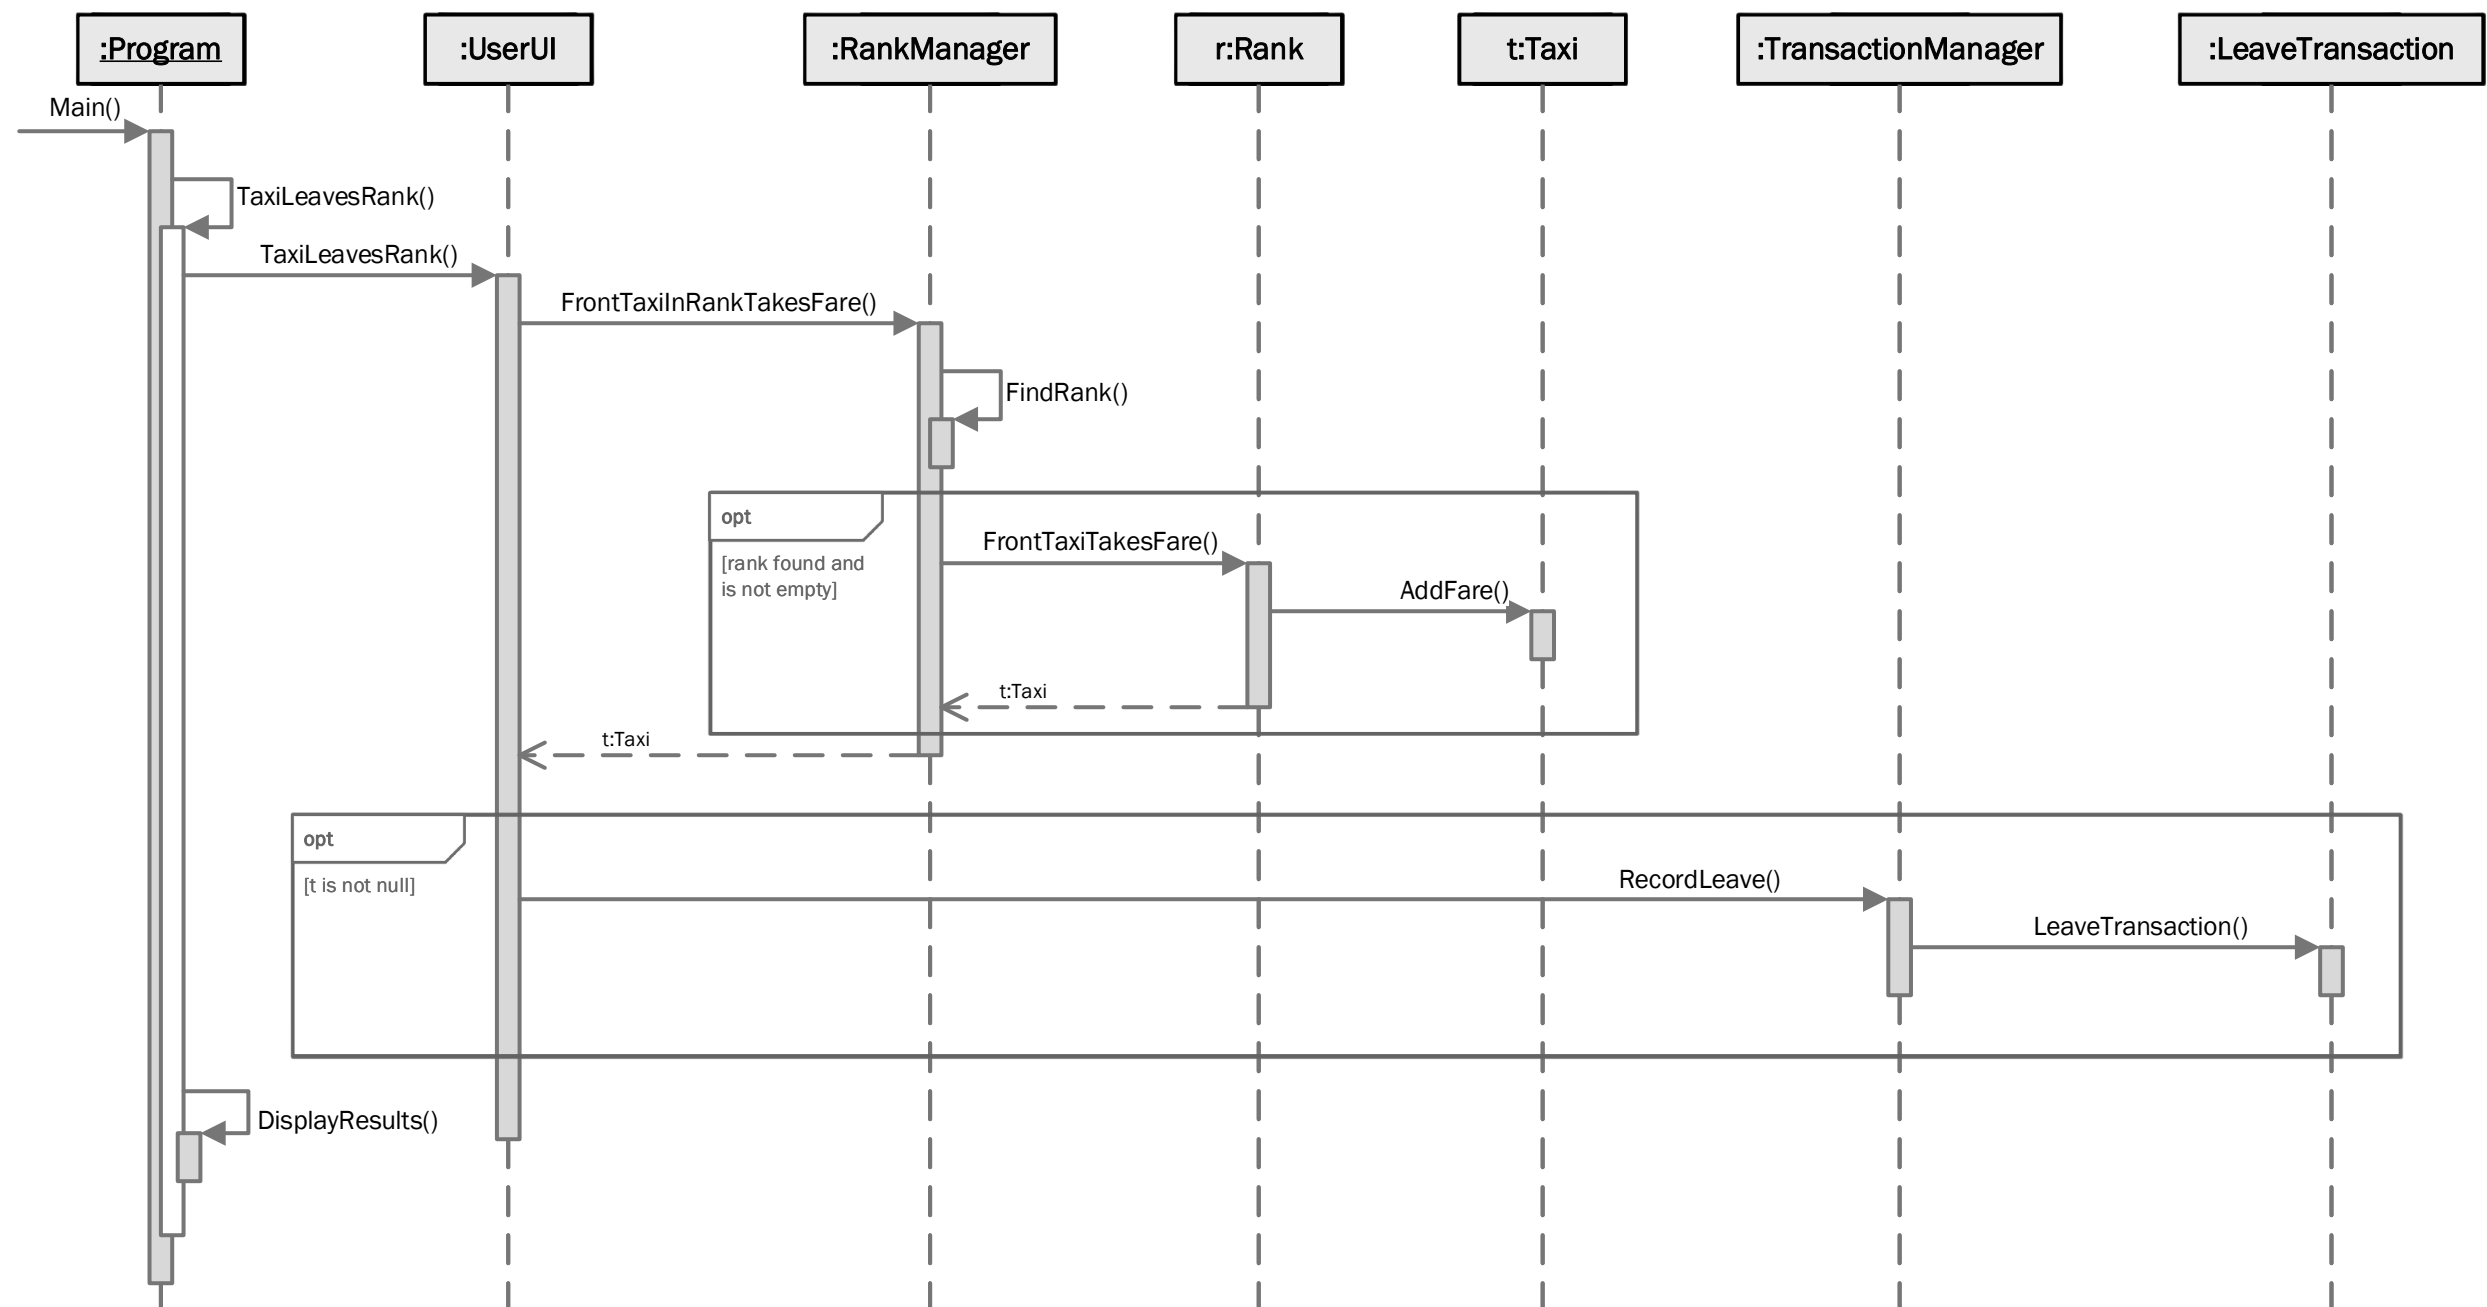 :Program
:UserUI
:RankManager
r:Rank
t:Taxi
:TransactionManager
:LeaveTransaction
Main()
TaxiLeavesRank()
TaxiLeavesRank()
FrontTaxiInRankTakesFare()
FindRank()
opt
[rank found and
is not empty]
FrontTaxiTakesFare()
AddFare()
t:Taxi
t:Taxi
opt
[t is not null]
RecordLeave()
LeaveTransaction()
DisplayResults()